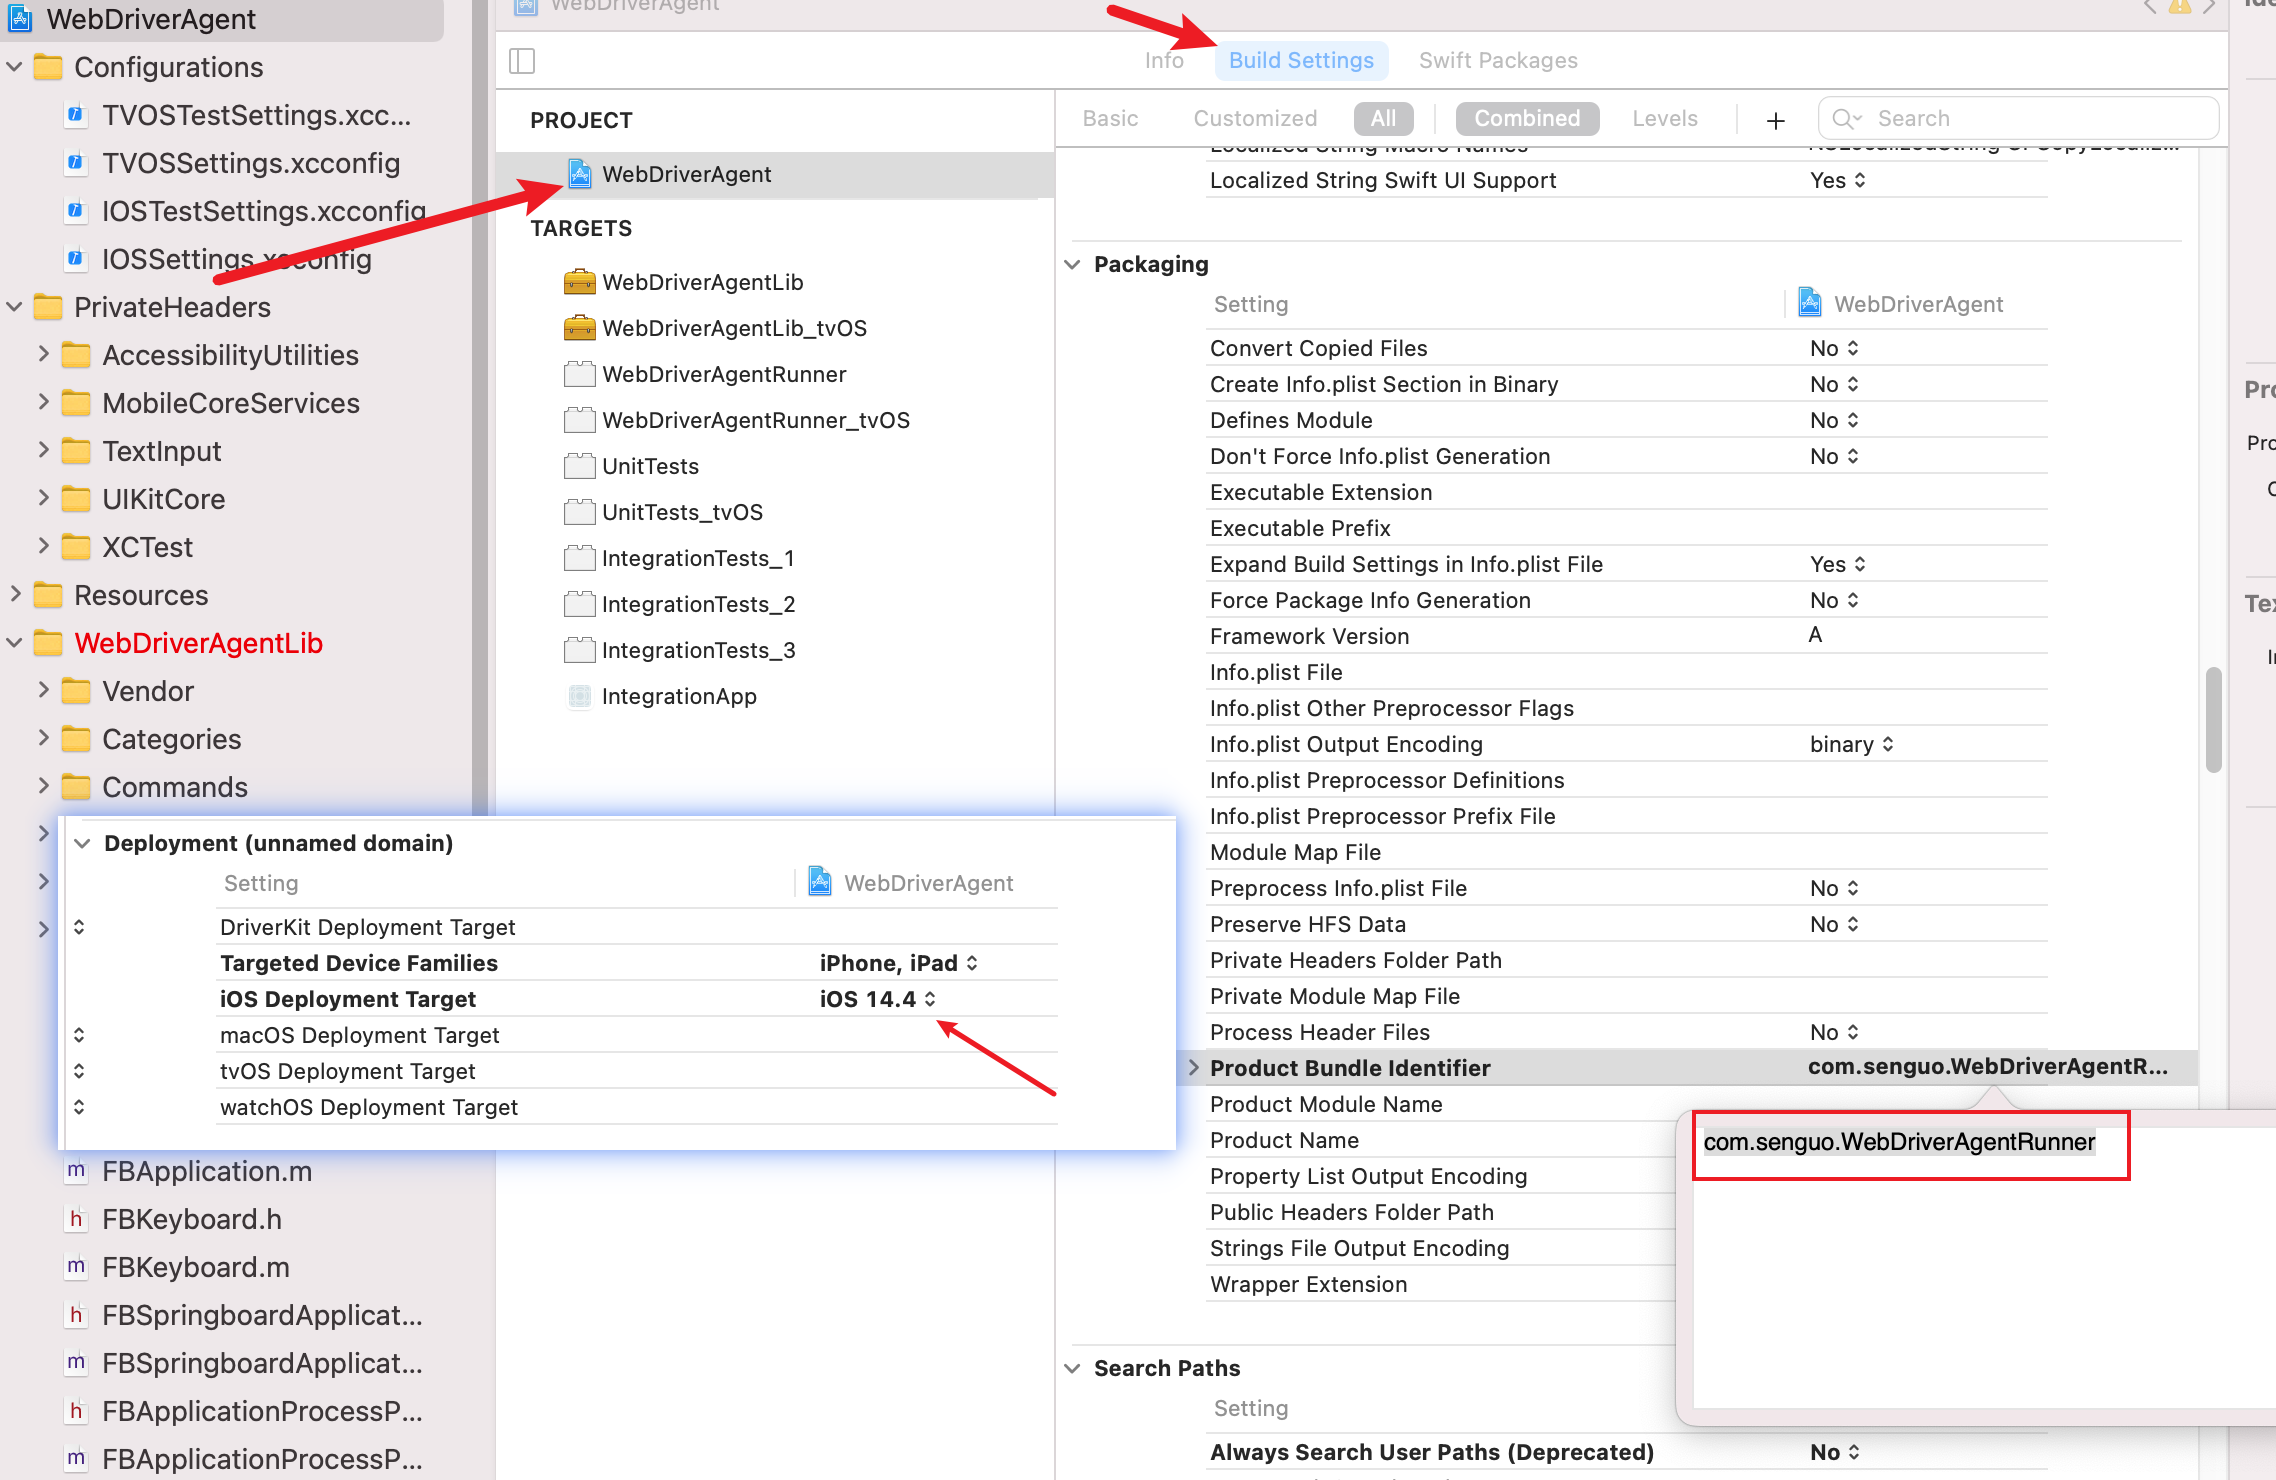 WebDriverAgent
Configurations
TVOSTestSettings.xcc...
TVOSSettings.xcconfig
IOSTestSettings.xcconfig
IOSSettings.xcconfig
PrivateHeaders
AccessibilityUtilities
MobileCoreServices
TextInput
UIKitCore
XCTest
Resources
WebDriverAgentLib
Vendor
Categories
Commands
FBApplication.m
FBKeyboard.h
FBKeyboard.m
FBSpringboardApplicat...
FBSpringboardApplicat...
FBApplicationProcessP...
FBApplicationProcessP...
WebDriverAgent
Info
Build Settings
Swift Packages
PROJECT
WebDriverAgent
TARGETS
WebDriverAgentLib
WebDriverAgentLib_tvOS
WebDriverAgentRunner
WebDriverAgentRunner_tvOS
UnitTests
UnitTests_tvOS
IntegrationTests_1
IntegrationTests_2
IntegrationTests_3
IntegrationApp
Basic Customized All Combined Levels + Search
Localized String Macro Names
Localized String Swift UI Support Yes
Packaging
Setting WebDriverAgent
Convert Copied Files No
Create Info.plist Section in Binary No
Defines Module No
Don't Force Info.plist Generation No
Executable Extension
Executable Prefix
Expand Build Settings in Info.plist File Yes
Force Package Info Generation No
Framework Version A
Info.plist File
Info.plist Other Preprocessor Flags
Info.plist Output Encoding binary
Info.plist Preprocessor Definitions
Info.plist Preprocessor Prefix File
Module Map File
Preprocess Info.plist File No
Preserve HFS Data No
Private Headers Folder Path
Private Module Map File
Process Header Files No
Product Bundle Identifier com.senguo.WebDriverAgentR...
Product Module Name
Product Name
Property List Output Encoding
Public Headers Folder Path
Strings File Output Encoding
Wrapper Extension
com.senguo.WebDriverAgentRunner
Search Paths
Setting
Always Search User Paths (Deprecated) No
Deployment (unnamed domain)
Setting WebDriverAgent
DriverKit Deployment Target
Targeted Device Families iPhone, iPad
iOS Deployment Target iOS 14.4
macOS Deployment Target
tvOS Deployment Target
watchOS Deployment Target